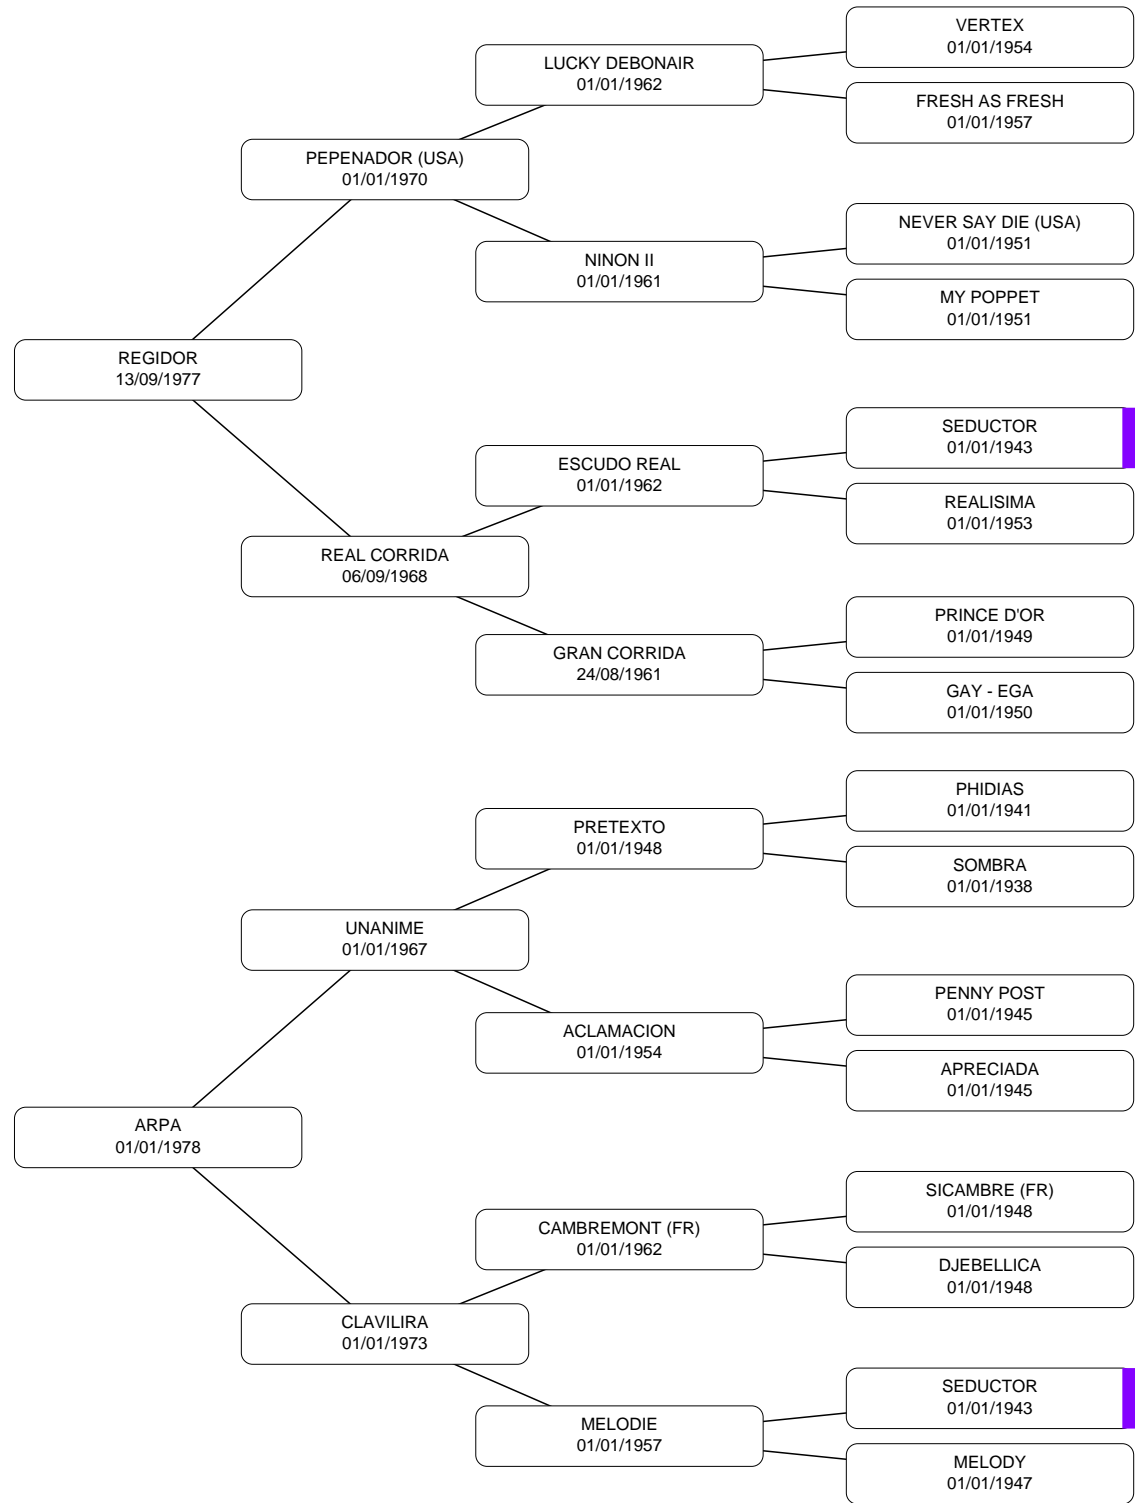 VERTEX
01/01/1954
LUCKY DEBONAIR
01/01/1962
FRESH AS FRESH
01/01/1957
PEPENADOR (USA)
01/01/1970
NEVER SAY DIE (USA)
01/01/1951
NINON II
01/01/1961
MY POPPET
01/01/1951
REGIDOR
13/09/1977
SEDUCTOR
01/01/1943
ESCUDO REAL
01/01/1962
REALISIMA
01/01/1953
REAL CORRIDA
06/09/1968
PRINCE D'OR
01/01/1949
GRAN CORRIDA
24/08/1961
GAY - EGA
01/01/1950
PHIDIAS
01/01/1941
PRETEXTO
01/01/1948
SOMBRA
01/01/1938
UNANIME
01/01/1967
PENNY POST
01/01/1945
ACLAMACION
01/01/1954
APRECIADA
01/01/1945
ARPA
01/01/1978
SICAMBRE (FR)
01/01/1948
CAMBREMONT (FR)
01/01/1962
DJEBELLICA
01/01/1948
CLAVILIRA
01/01/1973
SEDUCTOR
01/01/1943
MELODIE
01/01/1957
MELODY
01/01/1947